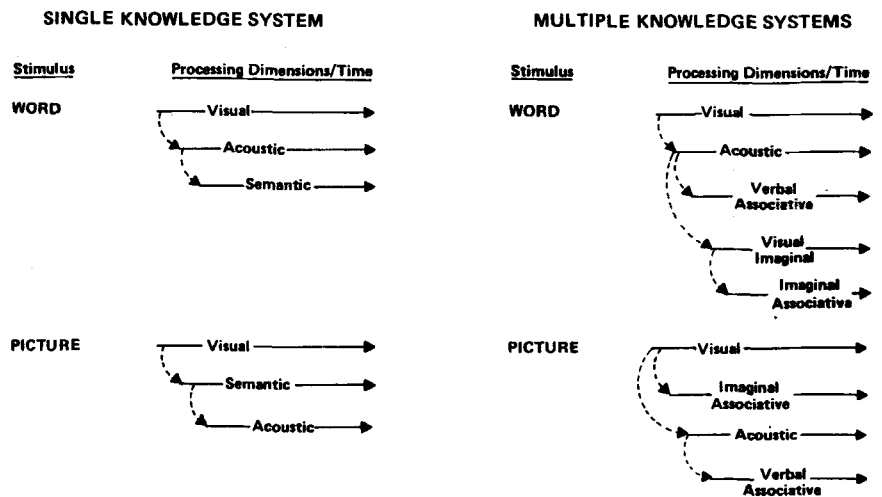 SINGLE KNOWLEDGE SYSTEM
Stimulus Processing Dimensions/Time
WORD
Visual
Acoustic
Semantic
PICTURE
Visual
Semantic
Acoustic
MULTIPLE KNOWLEDGE SYSTEMS
Stimulus Processing Dimensions/Time
WORD
Visual
Acoustic
Verbal
Associative
Visual
Imaginal
Imaginal
Associative
PICTURE
Visual
Imaginal
Associative
Acoustic
Verbal
Associative